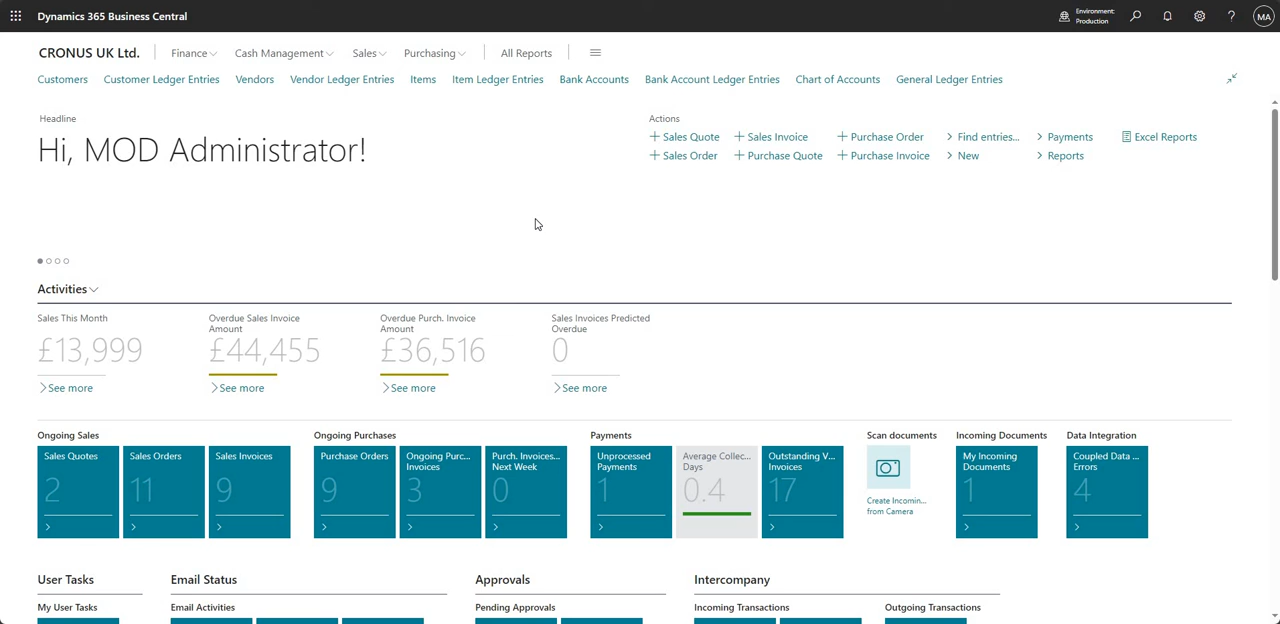 Dynamics 365 Business Central
Environment:
Production
MA
CRONUS UK Ltd.
Finance
Cash Management
Sales
Purchasing
All Reports
Customers
Customer Ledger Entries
Vendors
Vendor Ledger Entries
Items
Item Ledger Entries
Bank Accounts
Bank Account Ledger Entries
Chart of Accounts
General Ledger Entries
Headline
Hi, MOD Administrator!
Actions
+ Sales Quote
+ Sales Invoice
+ Purchase Order
> Find entries...
> Payments
Excel Reports
+ Sales Order
+ Purchase Quote
+ Purchase Invoice
> New
> Reports
Activities
Sales This Month
£13,999
> See more
Overdue Sales Invoice
Amount
£44,455
> See more
Overdue Purch. Invoice
Amount
£36,516
> See more
Sales Invoices Predicted
Overdue
0
> See more
Ongoing Sales
Sales Quotes
2
Sales Orders
11
Sales Invoices
9
Ongoing Purchases
Purchase Orders
9
Ongoing Purc...
Invoices
3
Purch. Invoices...
Next Week
0
Payments
Unprocessed
Payments
1
Average Collec...
Days
0.4
Outstanding V...
Invoices
17
Scan documents
Create Incomin...
from Camera
Incoming Documents
My Incoming
Documents
1
Data Integration
Coupled Data ...
Errors
4
User Tasks
My User Tasks
Email Status
Email Activities
Approvals
Pending Approvals
Intercompany
Incoming Transactions
Outgoing Transactions